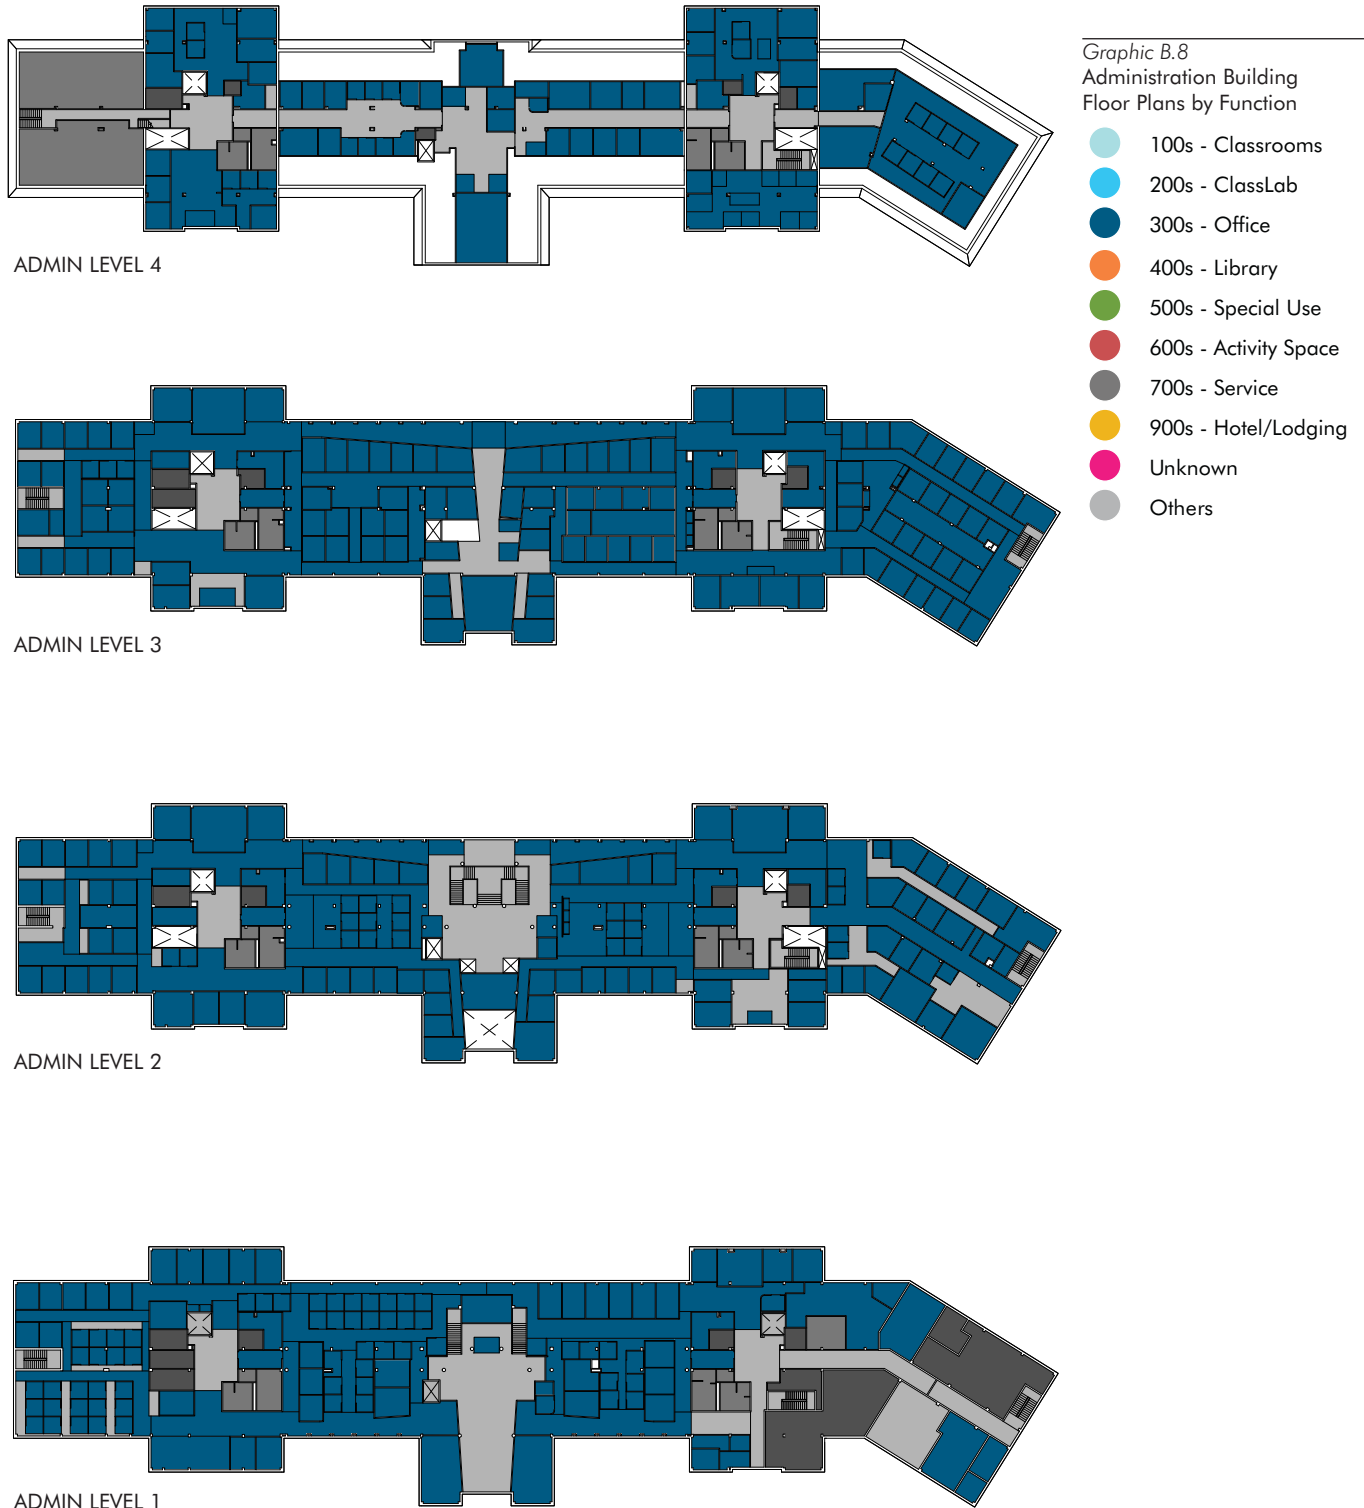 Graphic B.8
Administration Building
Floor Plans by Function
100s - Classrooms
200s - ClassLab
300s - Office
400s - Library
500s - Special Use
600s - Activity Space
700s - Service
900s - Hotel/Lodging
Unknown
Others
ADMIN LEVEL 4
ADMIN LEVEL 3
ADMIN LEVEL 2
ADMIN LEVEL 1